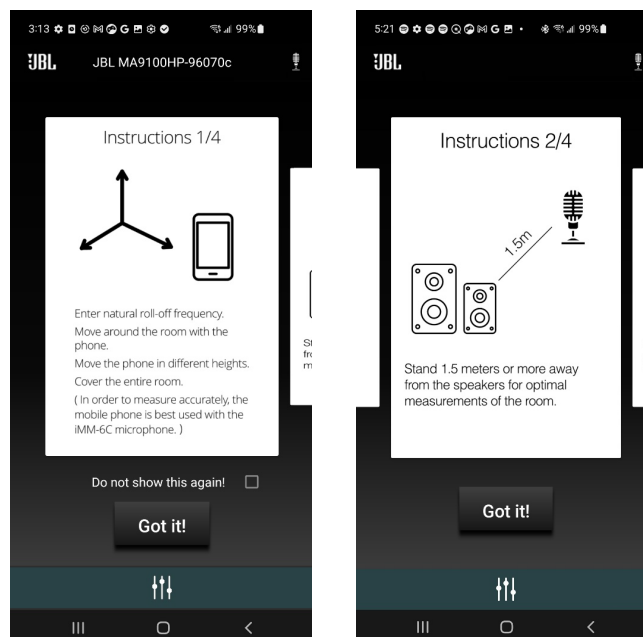 3:13
99%
JBL
JBL MA9100HP-96070c
Instructions 1/4
Enter natural roll-off frequency.
Move around the room with the
phone.
Move the phone in different heights.
Cover the entire room.
( In order to measure accurately, the
mobile phone is best used with the
iMM-6C microphone. )
St
fro
m
Do not show this again!
Got it!
5:21
99%
JBL
Instructions 2/4
1.5m
Stand 1.5 meters or more away
from the speakers for optimal
measurements of the room.
Got it!